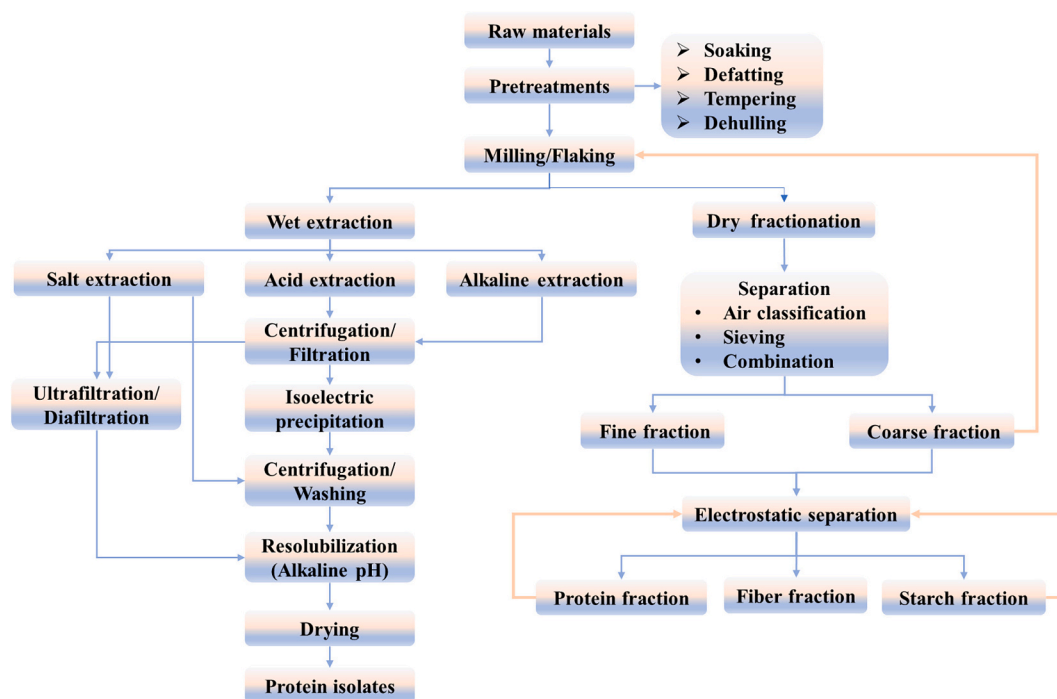 Raw materials
Pretreatments
➢ Soaking
➢ Defatting
➢ Tempering
➢ Dehulling
Milling/Flaking
Wet extraction
Dry fractionation
Salt extraction
Acid extraction
Alkaline extraction
Separation
• Air classification
• Sieving
• Combination
Centrifugation/
Filtration
Ultrafiltration/
Diafiltration
Isoelectric
precipitation
Fine fraction
Coarse fraction
Centrifugation/
Washing
Electrostatic separation
Resolubilization
(Alkaline pH)
Protein fraction
Fiber fraction
Starch fraction
Drying
Protein isolates